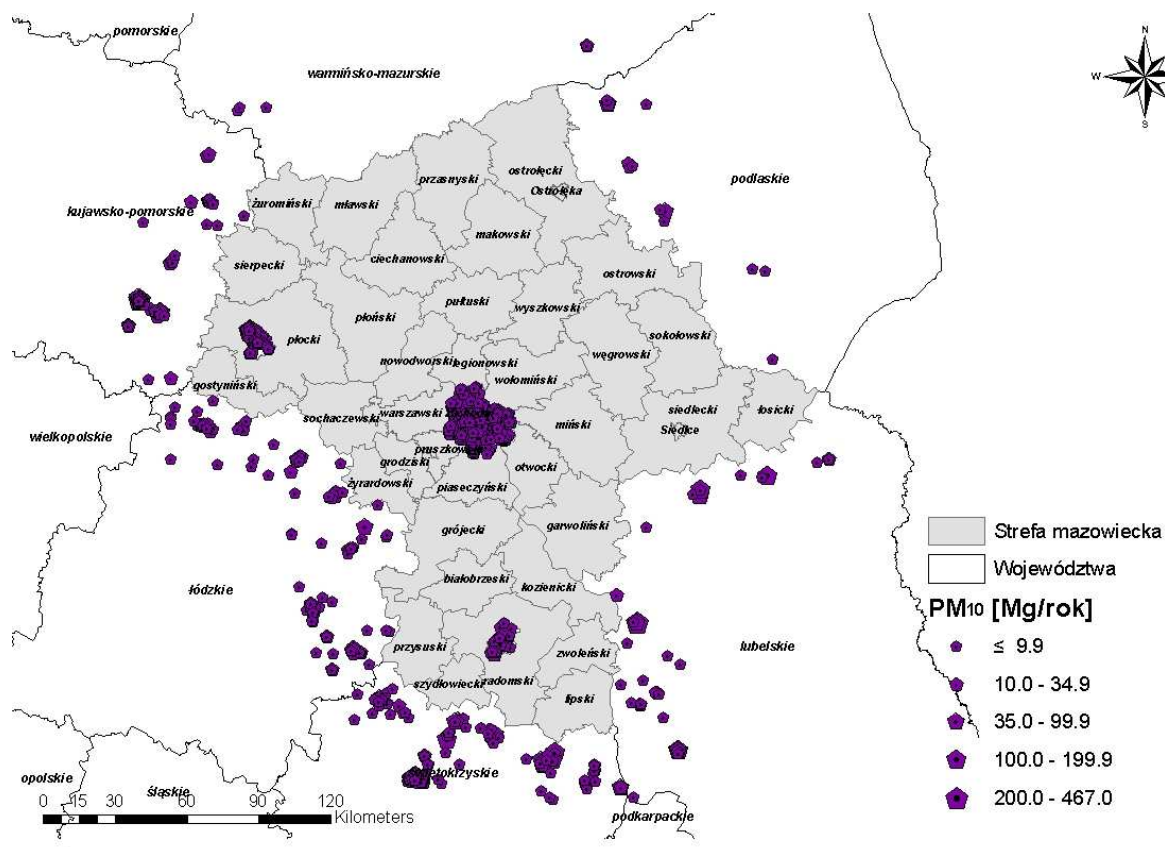 pomorskie
N
warmińsko-mazurskie
W
S
ostrołęcki
przasnyski
podlaskie
Ostrołęka
żuromiński
mławski
kujawsko-pomorskie
makowski
ciechanowski
sierpecki
ostrowski
pułtuski
wyszkowski
płoński
sokołowski
płocki
węgrowski
nowodworski
legionowski
wołomiński
gostyniński
siedlecki
łosicki
sochaczewski
warszawski
miński
Siedlce
wielkopolskie
grodziski
otwocki
żyrardowski
piaseczyński
garwoliński
grójecki
Strefa mazowiecka
Województwa
białobrzeski
kozienicki
łódzkie
PM10 [Mg/rok]
przysuski
zwoleński
lubelskie
≤ 9.9
szydłowiecki
radomski
lipski
10.0 - 34.9
35.0 - 99.9
100.0 - 199.9
opolskie
śląskie
200.0 - 467.0
0 15 30 60 90 120
Kilometers
podkarpackie